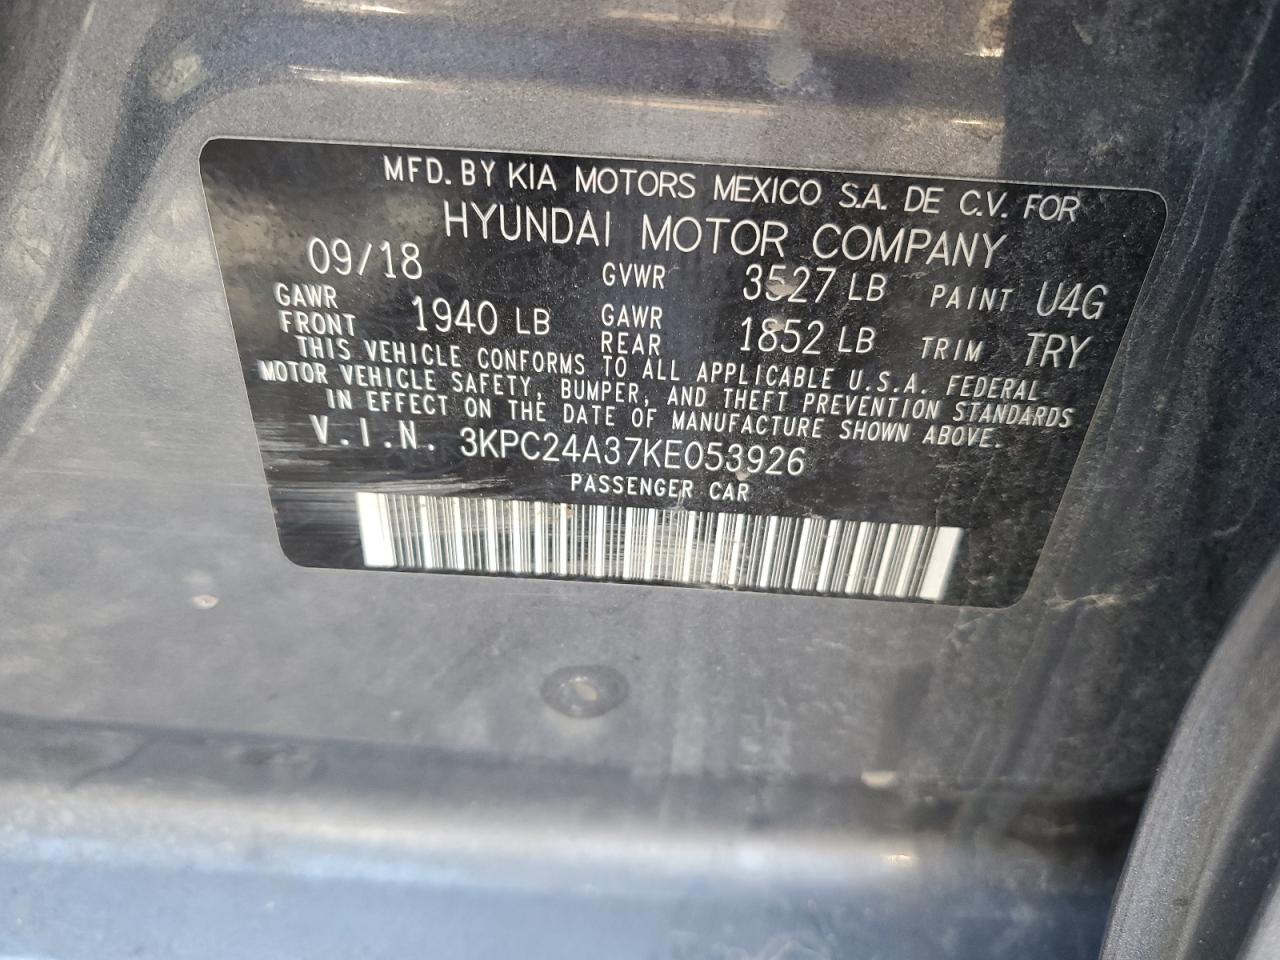 MFD. BY KIA MOTORS MEXICO S.A. DE C.V. FOR
HYUNDAI MOTOR COMPANY
09/18 GVWR 3527 LB PAINT U4G
GAWR FRONT 1940 LB GAWR REAR 1852 LB TRIM TRY
THIS VEHICLE CONFORMS TO ALL APPLICABLE U.S.A. FEDERAL
MOTOR VEHICLE SAFETY, BUMPER, AND THEFT PREVENTION STANDARDS
IN EFFECT ON THE DATE OF MANUFACTURE SHOWN ABOVE.
V.I.N. 3KPC24A37KE053926
PASSENGER CAR